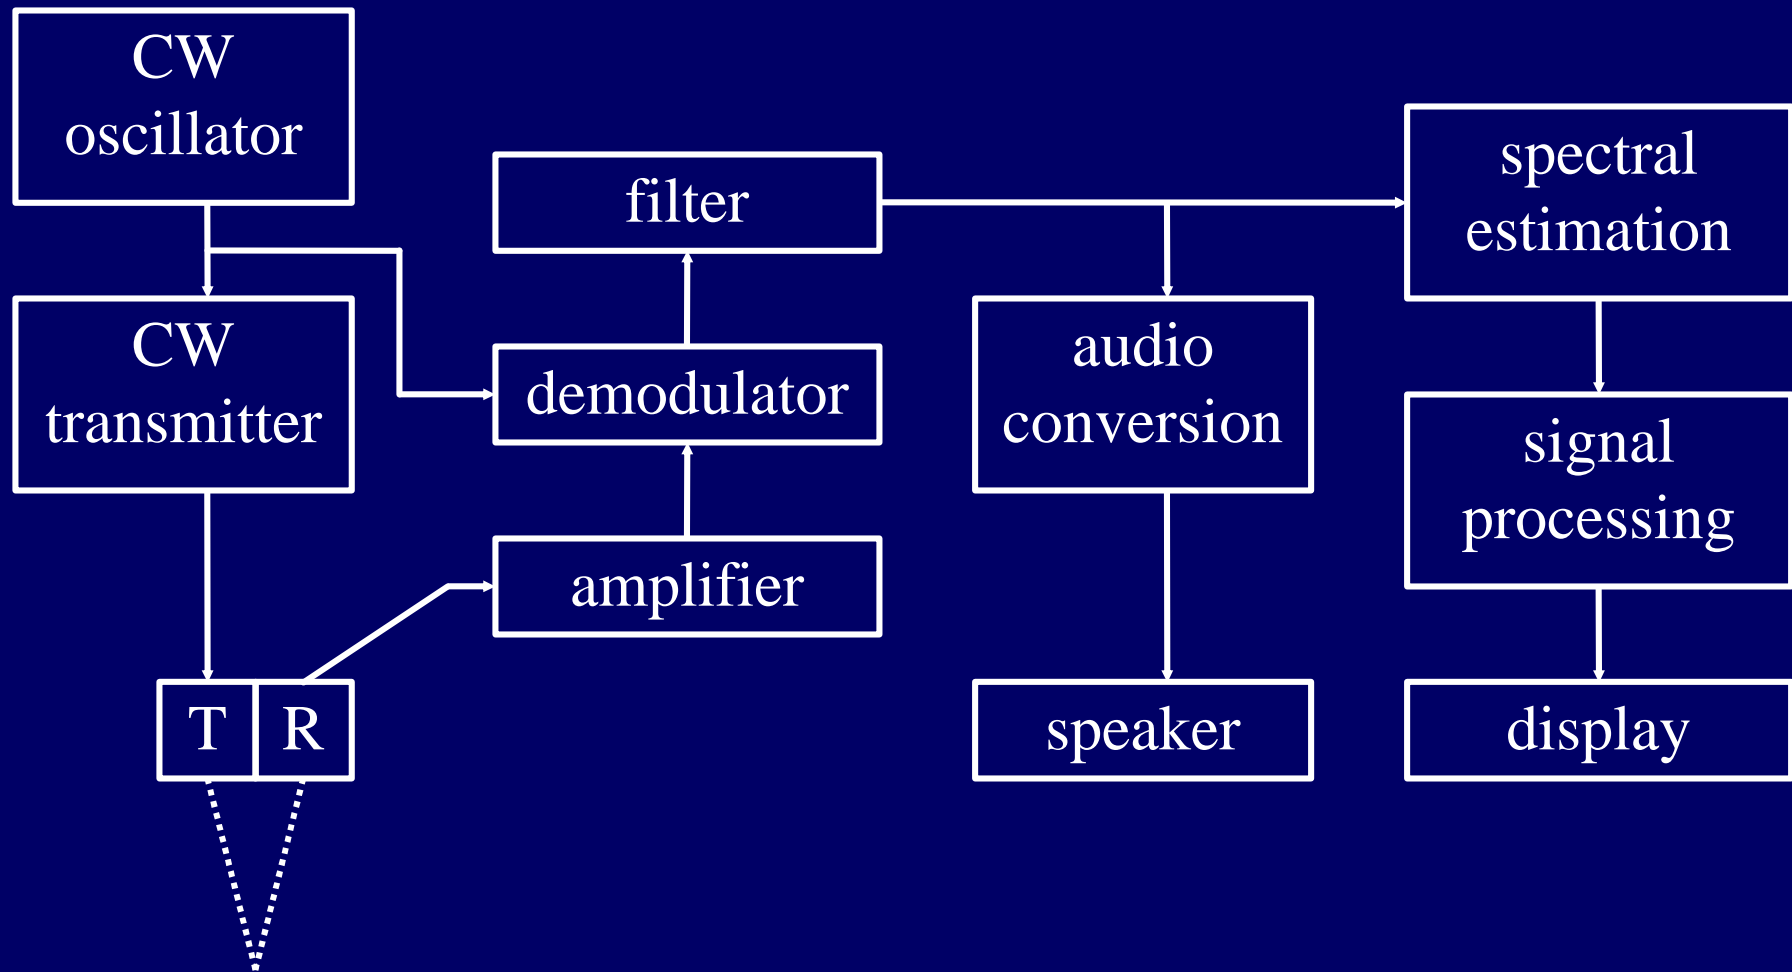 CW
oscillator
CW
transmitter
T R
filter
demodulator
amplifier
audio
conversion
speaker
spectral
estimation
signal
processing
display